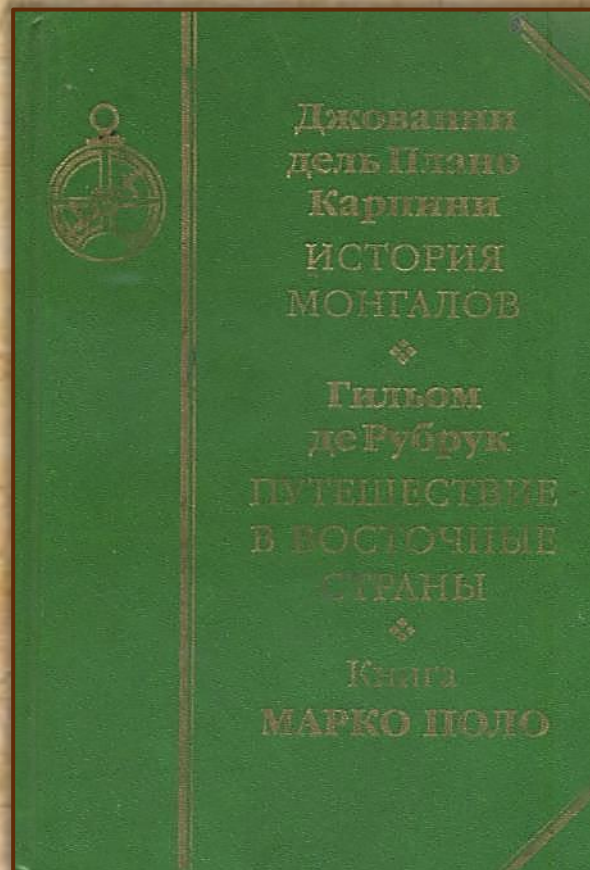 Джованни
дель Плано
Карпини
ИСТОРИЯ
МОНГАЛОВ
Гильом
де Рубрук
ПУТЕШЕСТВИЕ
В ВОСТОЧНЫЕ
СТРАНЫ
Книга
МАРКО ПОЛО